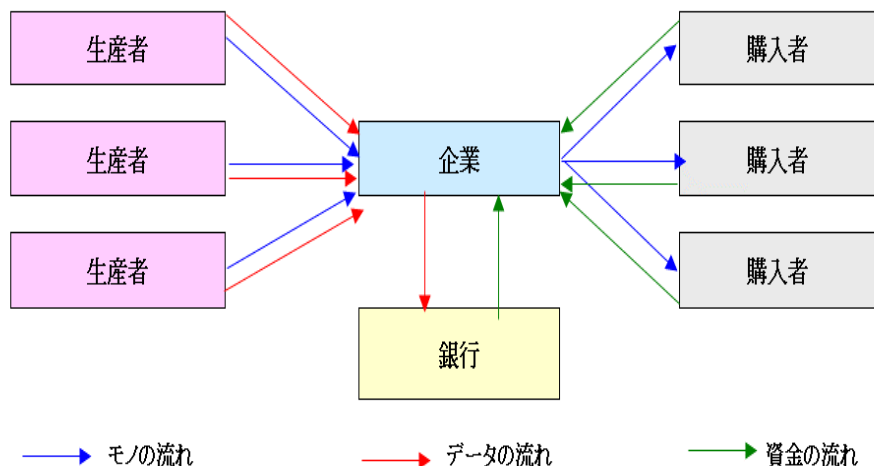 生産者
購入者
生産者
企業
購入者
生産者
購入者
銀行
モノの流れ
データの流れ
資金の流れ